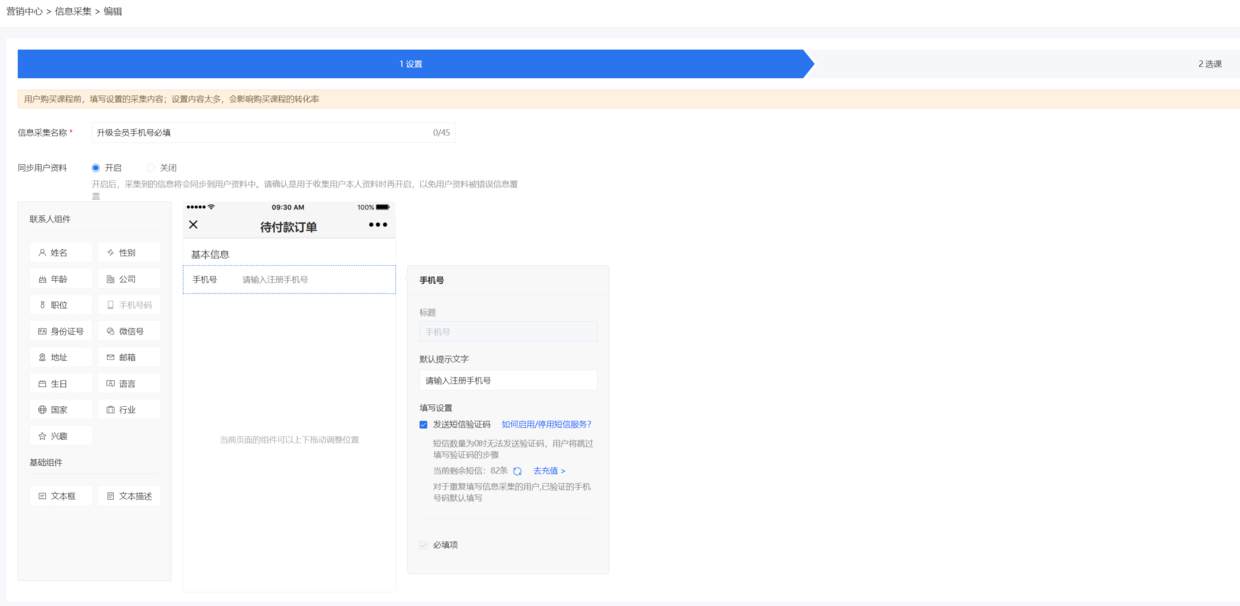 营销中心 > 信息采集 > 编辑
1 设置
2 选课
用户购买课程前，填写设置的采集内容；设置内容太多，会影响购买课程的转化率
信息采集名称 *
升级会员手机号必填
0/45
同步用户资料
开启
关闭
开启后，采集到的信息将会同步到用户资料中。请确认是用于收集用户本人资料时再开启，以免用户资料被错误信息覆
盖
联系人组件
姓名
性别
年龄
公司
职位
手机号码
身份证号
微信号
地址
邮箱
生日
语言
国家
行业
兴趣
基础组件
文本框
文本描述
09:30 AM
100%
待付款订单
基本信息
手机号
请输入注册手机号
当前页面的组件可以上下拖动调整位置
手机号
标题
手机号
默认提示文字
请输入注册手机号
填写设置
发送短信验证码 如何启用/停用短信服务?
短信数量为0时无法发送验证码，用户将跳过
填写验证码的步骤
当前剩余短信：82条 去充值 >
对于重复填写信息采集的用户,已验证的手机
号码默认填写
必填项